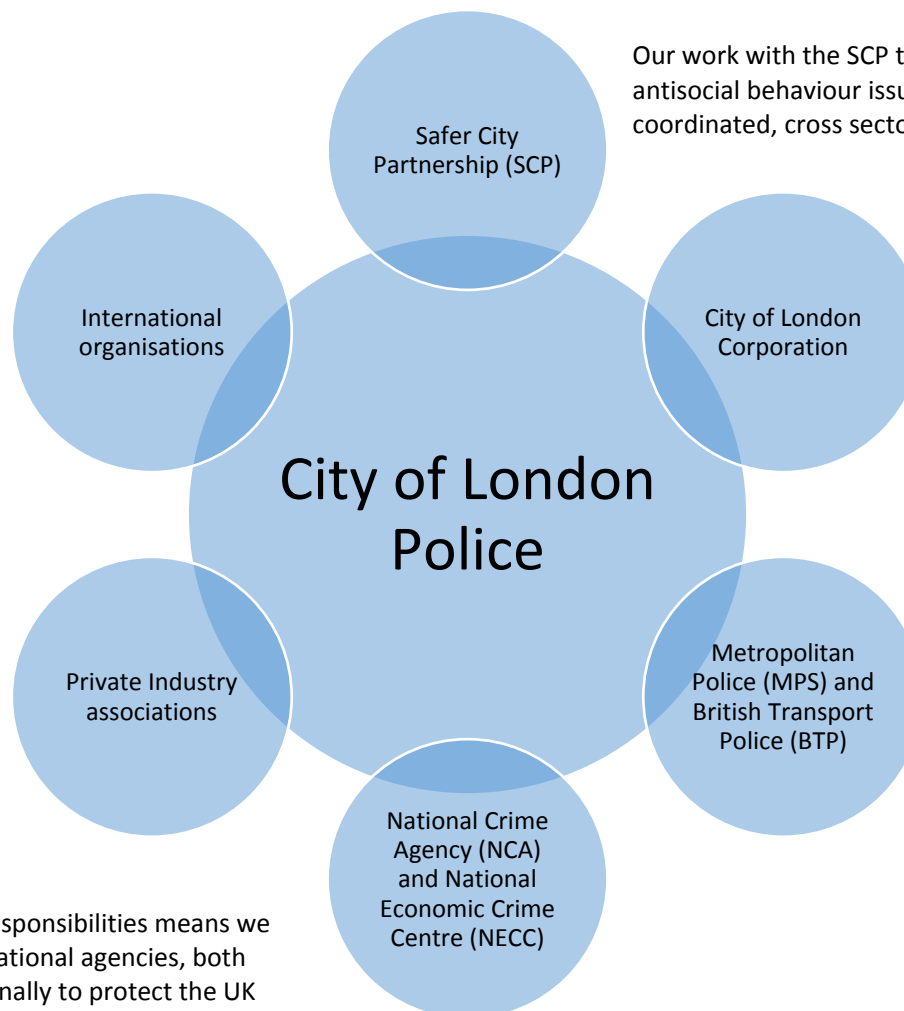 Our work with the SCP t
antisocial behaviour issu
coordinated, cross secto
Safer City
Partnership (SCP)
International
organisations
City of London
Corporation
City of London
Police
Private Industry
associations
Metropolitan
Police (MPS) and
British Transport
Police (BTP)
National Crime
Agency (NCA)
and National
Economic Crime
Centre (NECC)
sponsibilities means we
ational agencies, both
nally to protect the UK